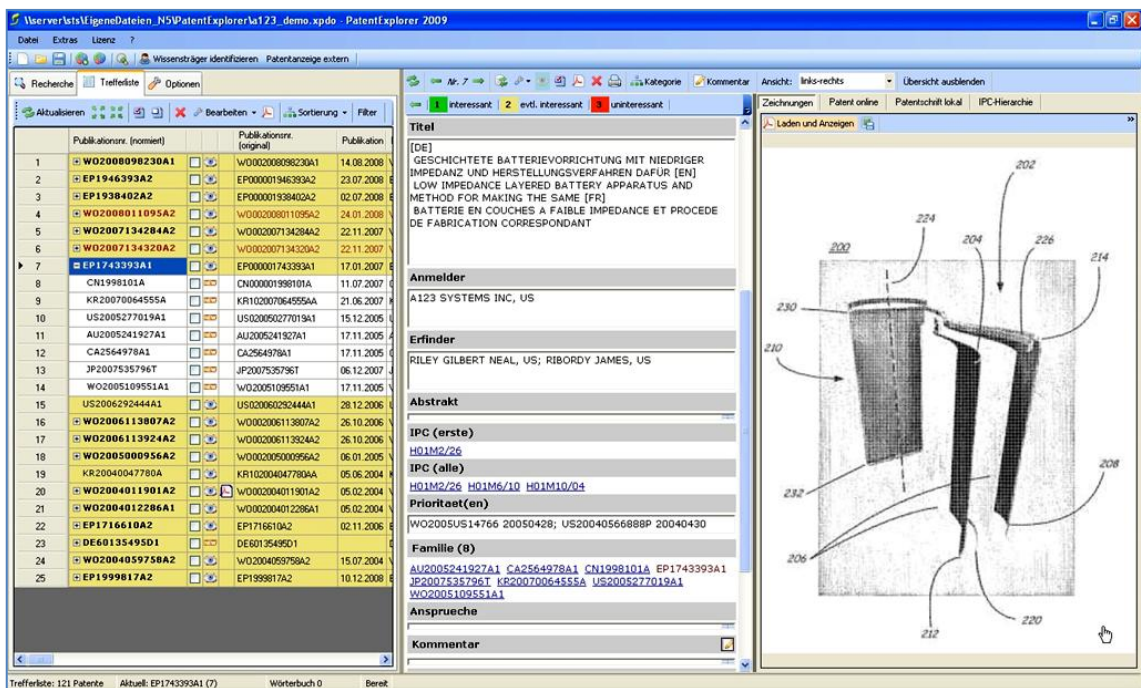 \\server\sts\EigeneDateien_N5\PatentExplorer\a123_demo.xpdo - PatentExplorer 2009
Datei Extras Lizenz ?
Wissensträger identifizieren Patentanzeige extern
Recherche Trefferliste Optionen
Aktualisieren Bearbeiten Sortierung Filter
Publikationsnr. (normiert) Publikationsnr. (original) Publikation
1 WO2008098230A1 WO002008098230A1 14.08.2008
2 EP1946393A2 EP000001946393A2 23.07.2008
3 EP1938402A2 EP000001938402A2 02.07.2008
4 WO2008011095A2 WO002008011095A2 24.01.2008
5 WO2007134284A2 WO002007134284A2 22.11.2007
6 WO2007134320A2 WO002007134320A2 22.11.2007
7 EP1743393A1 EP000001743393A1 17.01.2007
8 CN1998101A CN000001998101A 11.07.2007
9 KR20070064555A KR102007064555AA 21.06.2007
10 US2005277019A1 US020050277019A1 15.12.2005
11 AU2005241927A1 AU2005241927A1 17.11.2005
12 CA2564978A1 CA2564978A1 17.11.2005
13 JP2007535796T JP2007535796T 06.12.2007
14 WO2005109551A1 WO2005109551A1 17.11.2005
15 US2006292444A1 US020060292444A1 28.12.2006
16 WO2006113807A2 WO002006113807A2 26.10.2006
17 WO2006113924A2 WO002006113924A2 26.10.2006
18 WO2005000956A2 WO002005000956A2 06.01.2005
19 KR20040047780A KR102004047780AA 05.06.2004
20 WO2004011901A2 WO002004011901A2 05.02.2004
21 WO2004012286A1 WO002004012286A1 05.02.2004
22 EP1716610A2 EP1716610A2 02.11.2006
23 DE60135495D1 DE60135495D1
24 WO2004059758A2 WO2004059758A2 15.07.2004
25 EP1999817A2 EP1999817A2 10.12.2008
Nr. 7 Kategorie Kommentar Ansicht: links-rechts Übersicht ausblenden
1 interessant 2 evtl. interessant 3 uninteressant
Titel
[DE]
GESCHICHTETE BATTERIEVORRICHTUNG MIT NIEDRIGER
IMPEDANZ UND HERSTELLUNGSVERFAHREN DAFÜR [EN]
LOW IMPEDANCE LAYERED BATTERY APPARATUS AND
METHOD FOR MAKING THE SAME [FR]
BATTERIE EN COUCHES A FAIBLE IMPEDANCE ET PROCEDE
DE FABRICATION CORRESPONDANT
Anmelder
A123 SYSTEMS INC, US
Erfinder
RILEY GILBERT NEAL, US; RIBORDY JAMES, US
Abstrakt
IPC (erste)
H01M2/26
IPC (alle)
H01M2/26 H01M6/10 H01M10/04
Prioritaet(en)
WO2005US14766 20050428; US20040566888P 20040430
Familie (8)
AU2005241927A1 CA2564978A1 CN1998101A EP1743393A1
JP2007535796T KR20070064555A US2005277019A1
WO2005109551A1
Ansprueche
Kommentar
Zeichnungen Patent online Patentschrift lokal IPC-Hierarchie
Laden und Anzeigen »
202
224
200
204
226
214
230
210
232
208
206
212
220
Trefferliste: 121 Patente Aktuell: EP1743393A1 (7) Wörterbuch 0 Bereit